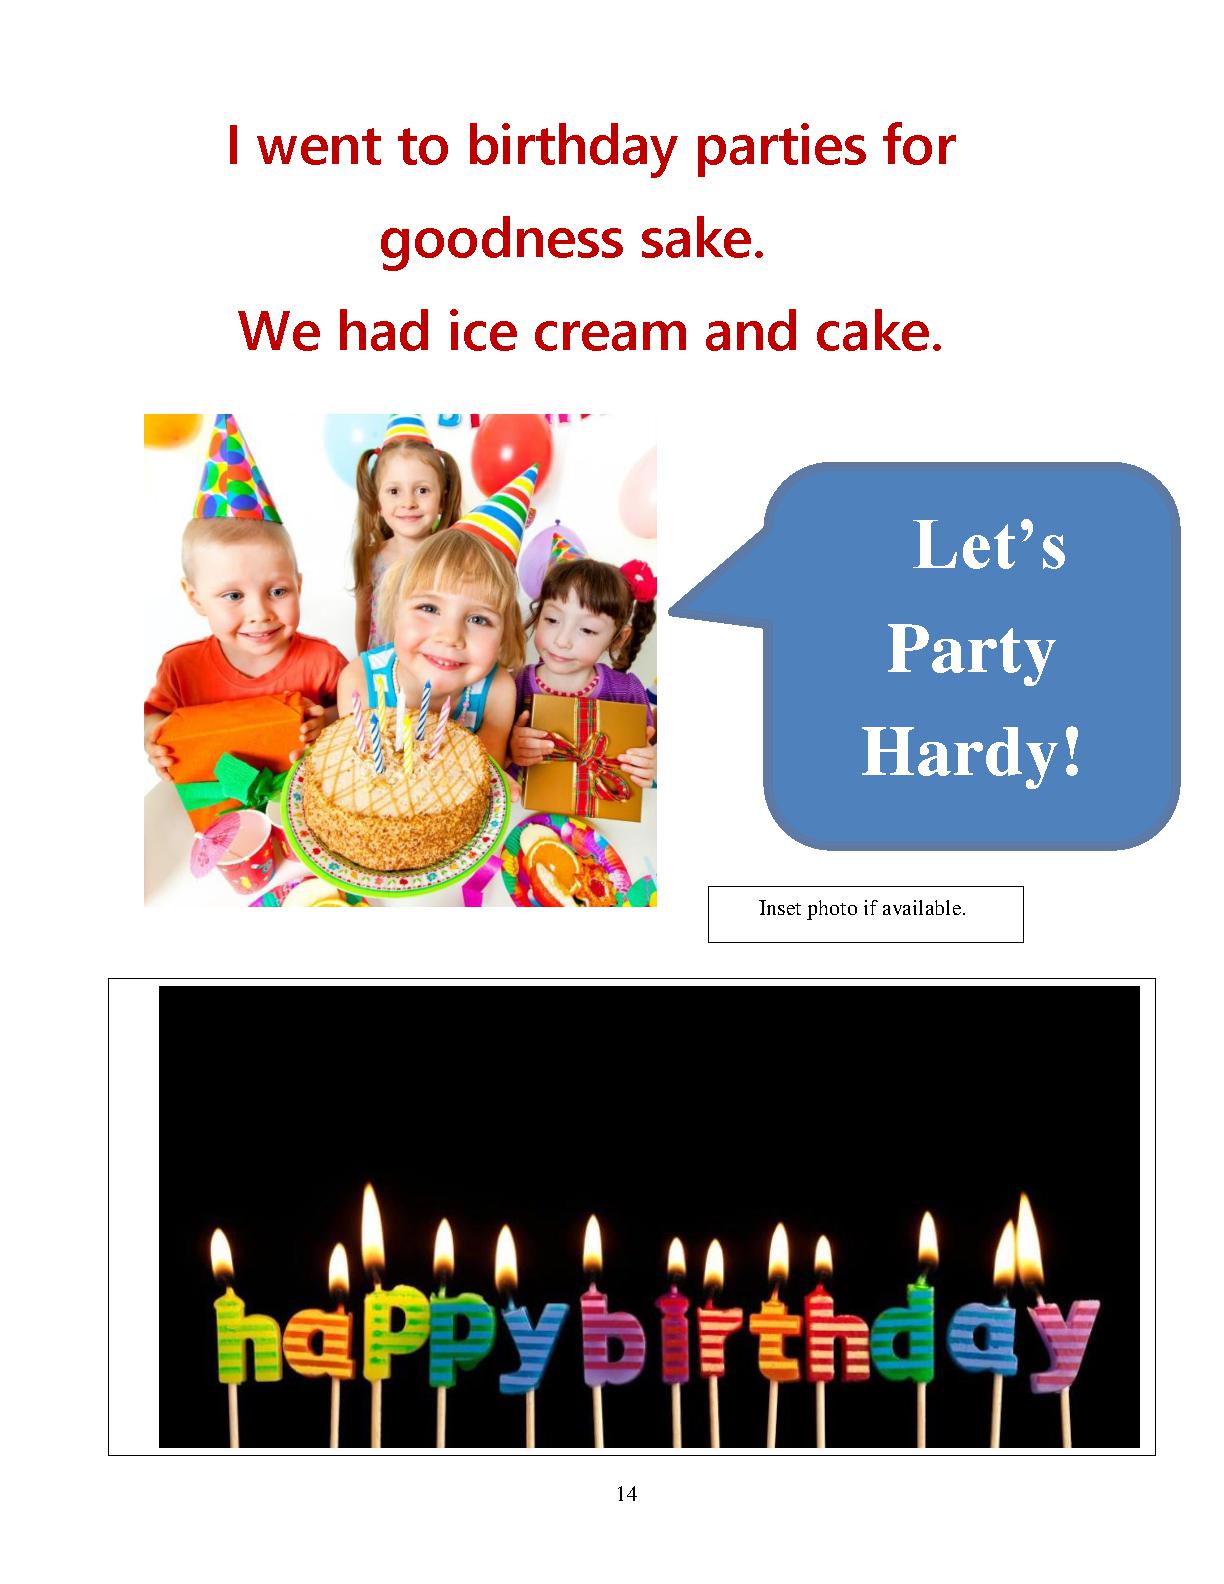 I went to birthday parties for
goodness sake.
We had ice cream and cake.
Let’s
Party
Hardy!
Inset photo if available.
happybirthday
14